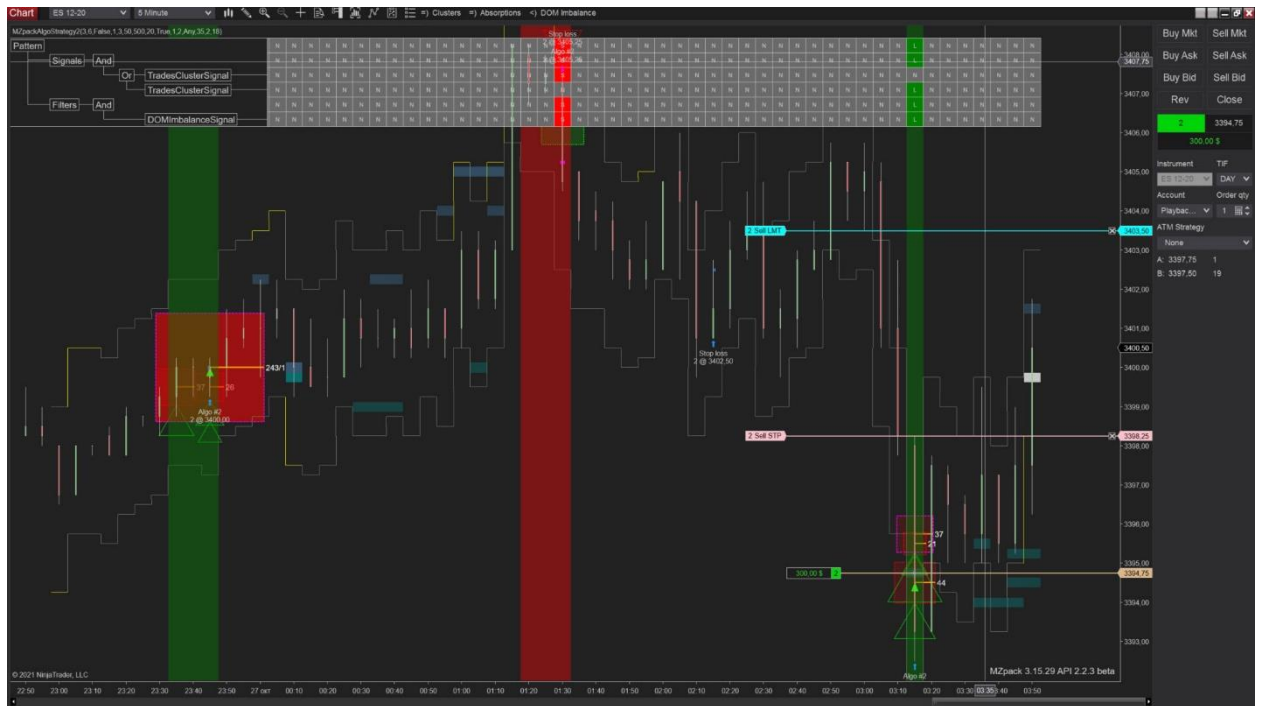 Chart ES 12-20 5 Minute =) Clusters =) Absorptions <) DOM Imbalance
MZpackAlgoStrategy2(3,6,False,1,3,50,500,20,True,1,2,Any,35,2,18)
Pattern
Signals And
Or TradesClusterSignal
TradesClusterSignal
Filters And
DOMImbalanceSignal
Stop loss
Algo #2
243/1
37 26
Algo #2
2 @ 3400,00
Stop loss
2 @ 3402,50
2 Sell LMT
2 Sell STP
37
21
300,00 $ 2
44
Algo #2
MZpack 3.15.29 API 2.2.3 beta
© 2021 NinjaTrader, LLC
3408,00
3407,75
3407,00
3406,00
3405,00
3404,00
3403,50
3403,00
3402,00
3401,00
3400,50
3400,00
3399,00
3398,25
3398,00
3397,00
3396,00
3395,00
3394,75
3394,00
3393,00
22:50 23:00 23:10 23:20 23:30 23:40 23:50 27 окт 00:10 00:20 00:30 00:40 00:50 01:00 01:10 01:20 01:30 01:40 01:50 02:00 02:10 02:20 02:30 02:40 02:50 03:00 03:10 03:20 03:30 03:35 03:50
Buy Mkt Sell Mkt
Buy Ask Sell Ask
Buy Bid Sell Bid
Rev Close
2 3394,75
300,00 $
Instrument TIF
ES 12-20 DAY
Account Order qty
Playbac... 1
ATM Strategy
None
A: 3397,75 1
B: 3397,50 19